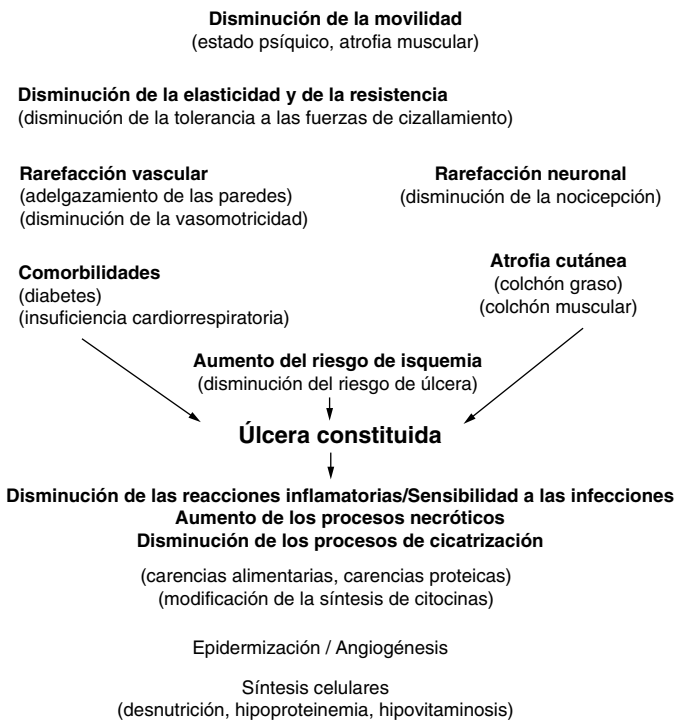 Disminución de la movilidad
(estado psíquico, atrofia muscular)
Disminución de la elasticidad y de la resistencia
(disminución de la tolerancia a las fuerzas de cizallamiento)
Rarefacción vascular
(adelgazamiento de las paredes)
(disminución de la vasomotricidad)
Rarefacción neuronal
(disminución de la nocicepción)
Comorbilidades
(diabetes)
(insuficiencia cardiorrespiratoria)
Atrofia cutánea
(colchón graso)
(colchón muscular)
Aumento del riesgo de isquemia
(disminución del riesgo de úlcera)
Úlcera constituida
Disminución de las reacciones inflamatorias/Sensibilidad a las infecciones
Aumento de los procesos necróticos
Disminución de los procesos de cicatrización
(carencias alimentarias, carencias proteicas)
(modificación de la síntesis de citocinas)
Epidermización / Angiogénesis
Síntesis celulares
(desnutrición, hipoproteinemia, hipovitaminosis)